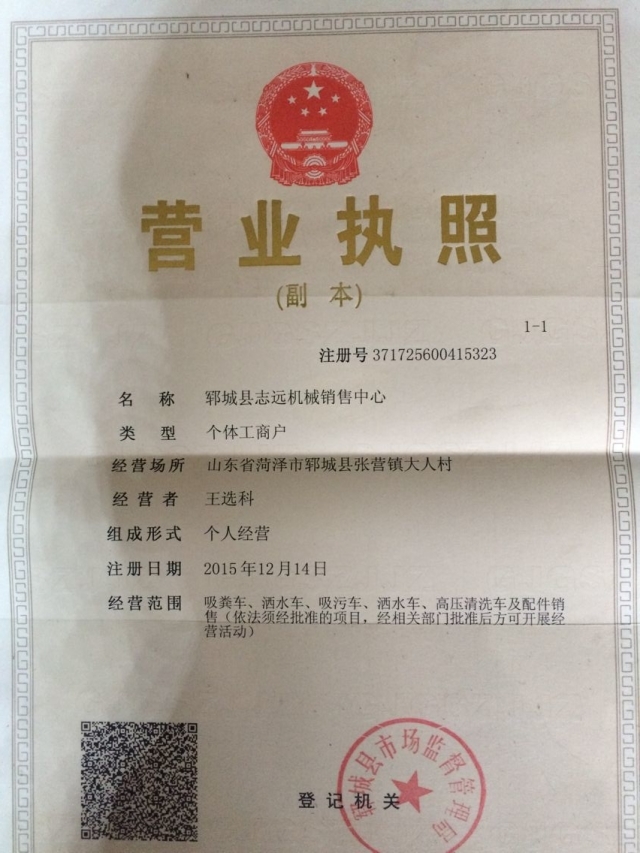 营业执照
(副 本)
1-1
注册号 371725600415323
名 称 郓城县志远机械销售中心
类 型 个体工商户
经营场所 山东省菏泽市郓城县张营镇大人村
经营者 王选科
组成形式 个人经营
注册日期 2015年12月14日
经营范围 吸粪车、洒水车、吸污车、洒水车、高压清洗车及配件销
售（依法须经批准的项目，经相关部门批准后方可开展经
营活动）
登记机关
郓城县市场监督管理局